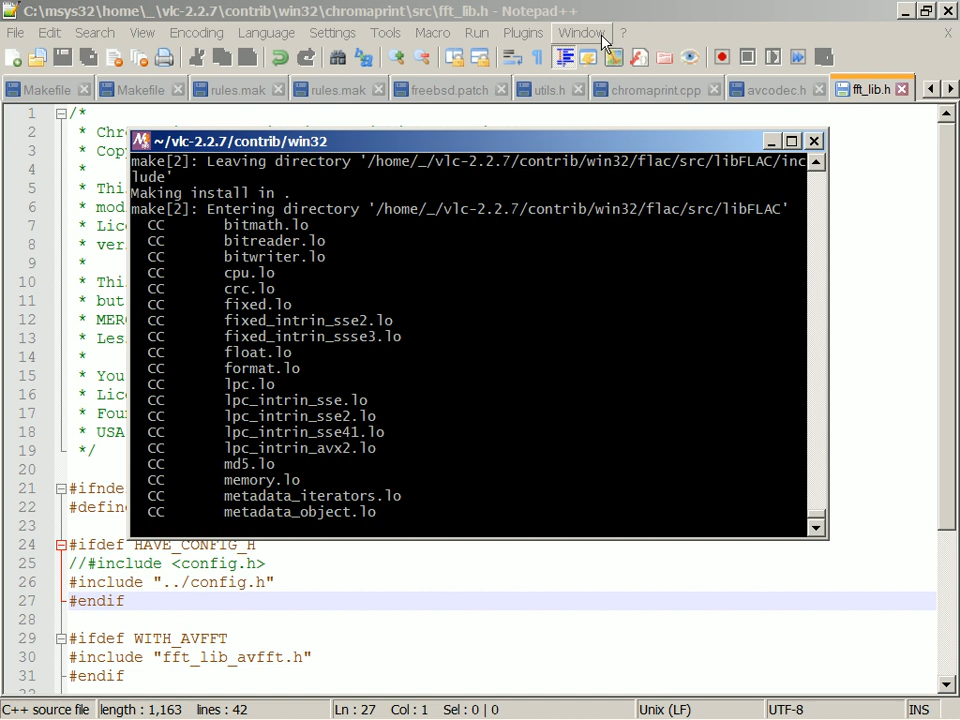 C:\msys32\home\_\vlc-2.2.7\contrib\win32\chromaprint\src\fft_lib.h - Notepad++
File Edit Search View Encoding Language Settings Tools Macro Run Plugins Window ? X
Makefile Makefile rules.mak rules.mak freebsd.patch utils.h chromaprint.cpp avcodec.h fft_lib.h
1 /*
2 * Chr
3 * Cop
4 *
5 * Thi
6 * mod
7 * Lic
8 * ver
9 *
10 * Thi
11 * but
12 * MER
13 * Les
14 *
15 * You
16 * Lic
17 * Fou
18 * USA
19 */
20
21 #ifnde
22 #defin
23
24 #ifdef HAVE_CONFIG_H
25 //#include <config.h>
26 #include "../config.h"
27 #endif
28
29 #ifdef WITH_AVFFT
30 #include "fft_lib_avfft.h"
31 #endif
~/vlc-2.2.7/contrib/win32
make[2]: Leaving directory '/home/_/vlc-2.2.7/contrib/win32/flac/src/libFLAC/inc
lude'
Making install in .
make[2]: Entering directory '/home/_/vlc-2.2.7/contrib/win32/flac/src/libFLAC'
CC bitmath.lo
CC bitreader.lo
CC bitwriter.lo
CC cpu.lo
CC crc.lo
CC fixed.lo
CC fixed_intrin_sse2.lo
CC fixed_intrin_ssse3.lo
CC float.lo
CC format.lo
CC lpc.lo
CC lpc_intrin_sse.lo
CC lpc_intrin_sse2.lo
CC lpc_intrin_sse41.lo
CC lpc_intrin_avx2.lo
CC md5.lo
CC memory.lo
CC metadata_iterators.lo
CC metadata_object.lo
C++ source file length : 1,163 lines : 42 Ln : 27 Col : 1 Sel : 0 | 0 Unix (LF) UTF-8 INS